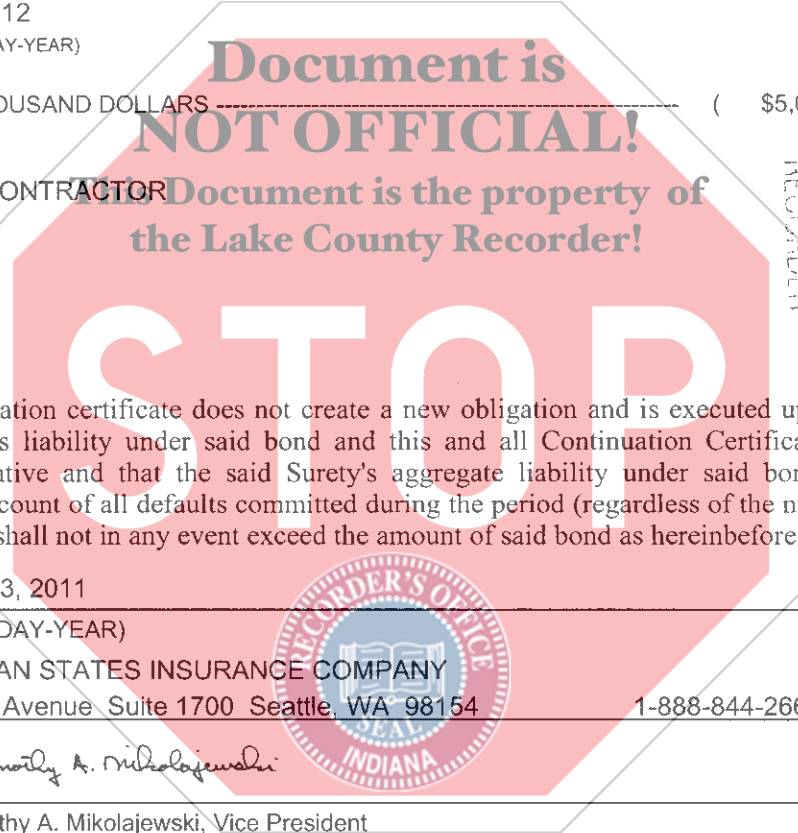 12
AY-YEAR)
Document is
OUSAND DOLLARS ------------------------------------------------------------ ( $5,0
NOT OFFICIAL!
ONTRACTOR
This Document is the property of
the Lake County Recorder!
STOP
ation certificate does not create a new obligation and is executed up
s liability under said bond and this and all Continuation Certifica
ative and that the said Surety's aggregate liability under said bon
count of all defaults committed during the period (regardless of the n
shall not in any event exceed the amount of said bond as hereinbefore
3, 2011
DAY-YEAR)
RECORDER'S OFFICE
AN STATES INSURANCE COMPANY
Avenue Suite 1700 Seattle, WA 98154 1-888-844-266
SEAL
INDIANA
mothy A. Mikolajewski
thy A. Mikolajewski, Vice President